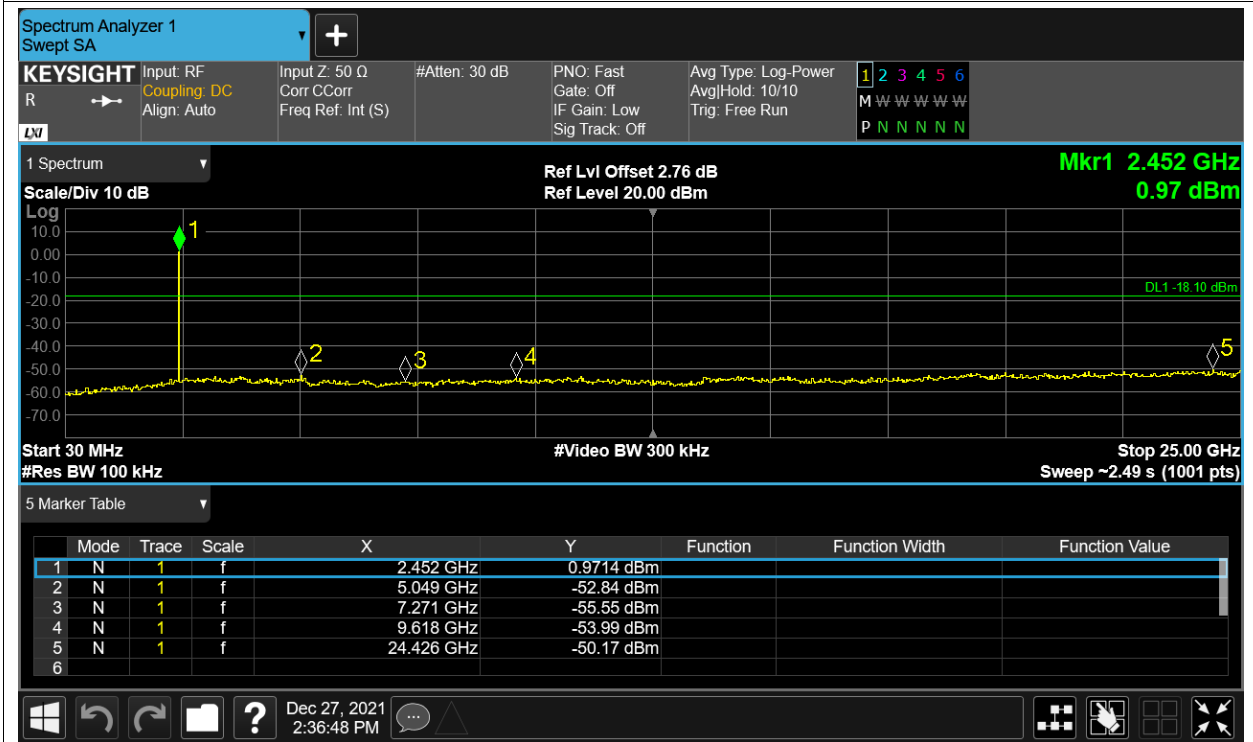 Spectrum Analyzer 1
Swept SA
KEYSIGHT Input: RF Input Z: 50 Ω #Atten: 30 dB PNO: Fast Avg Type: Log-Power 1 2 3 4 5 6
R Coupling: DC Corr CCorr Gate: Off Avg|Hold: 10/10 M W W W W W
Align: Auto Freq Ref: Int (S) IF Gain: Low Trig: Free Run
LXI Sig Track: Off P N N N N N
1 Spectrum Ref Lvl Offset 2.76 dB Mkr1 2.452 GHz
Scale/Div 10 dB Ref Level 20.00 dBm 0.97 dBm
Log
10.0 1
0.00
-10.0
DL1 -18.10 dBm
-20.0
-30.0
-40.0 2 3 4 5
-50.0
-60.0
-70.0
Start 30 MHz #Video BW 300 kHz Stop 25.00 GHz
#Res BW 100 kHz Sweep ~2.49 s (1001 pts)
5 Marker Table
Mode Trace Scale X Y Function Function Width Function Value
1 N 1 f 2.452 GHz 0.9714 dBm
2 N 1 f 5.049 GHz -52.84 dBm
3 N 1 f 7.271 GHz -55.55 dBm
4 N 1 f 9.618 GHz -53.99 dBm
5 N 1 f 24.426 GHz -50.17 dBm
6
? Dec 27, 2021
2:36:48 PM